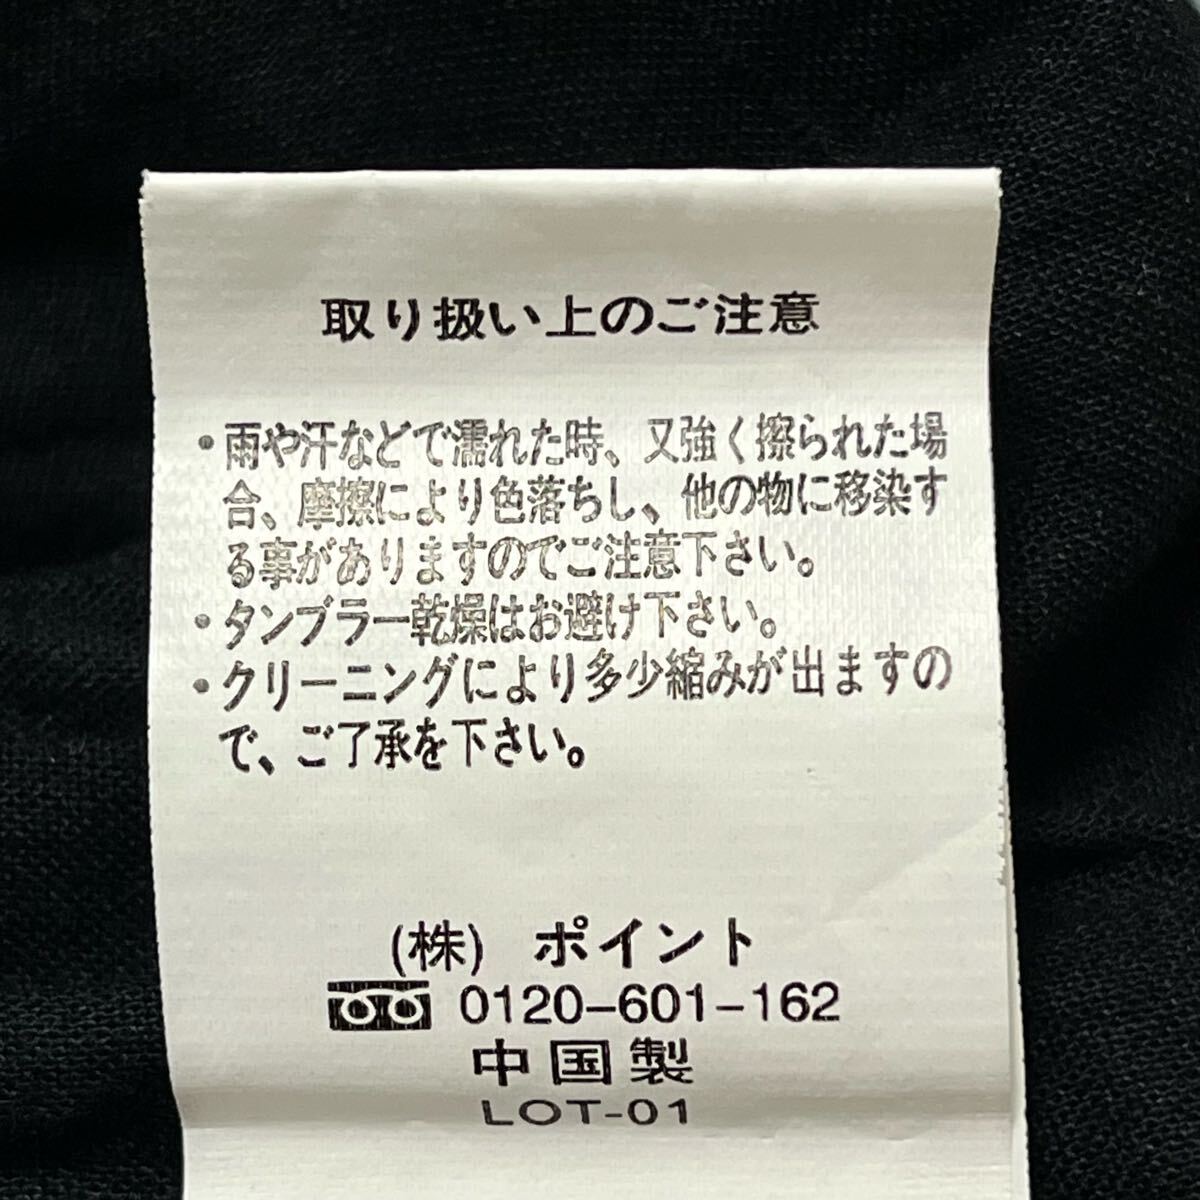 取り扱い上のご注意
・雨や汗などで濡れた時、又強く擦られた場
合、摩擦により色落ちし、他の物に移染す
る事がありますのでご注意下さい。
・タンブラー乾燥はお避け下さい。
・クリーニングにより多少縮みが出ますの
で、ご了承を下さい。
(株) ポイント
0120-601-162
中国製
LOT-01